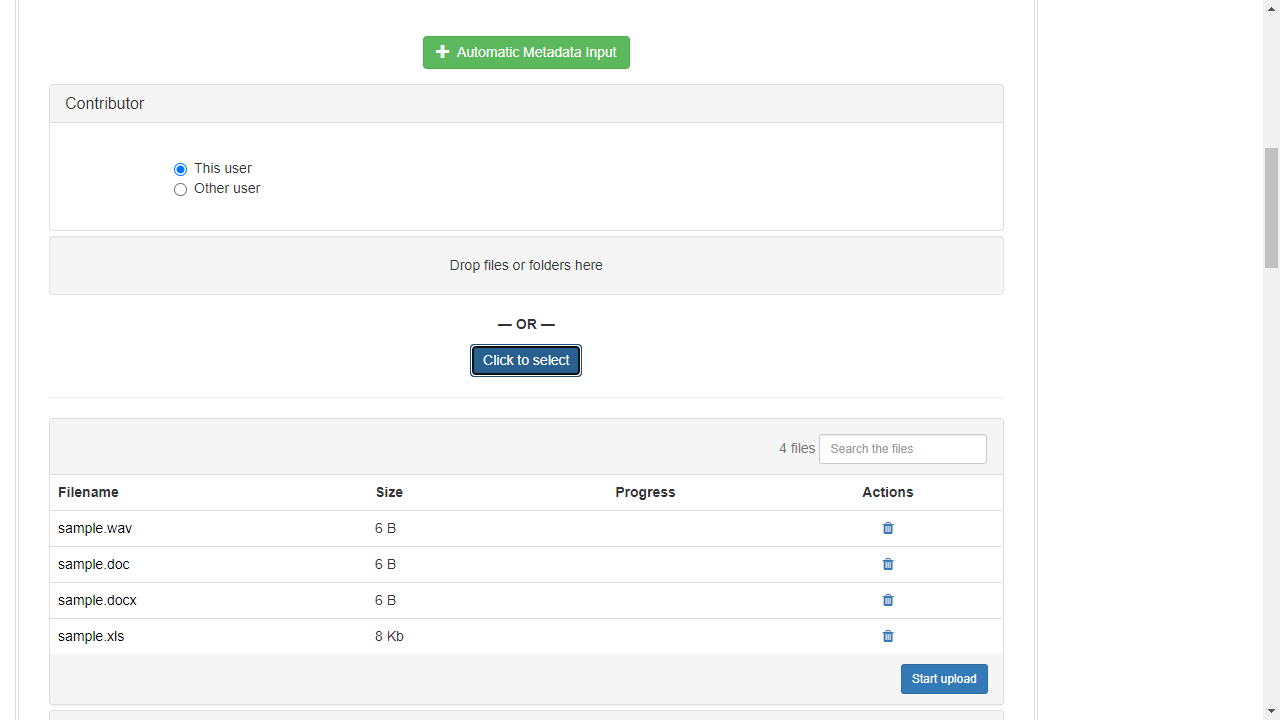 Automatic Metadata Input
Contributor
This user
Other user
Drop files or folders here
— OR —
Click to select
4 files Search the files
Filename Size Progress Actions
sample.wav 6 B
sample.doc 6 B
sample.docx 6 B
sample.xls 8 Kb
Start upload